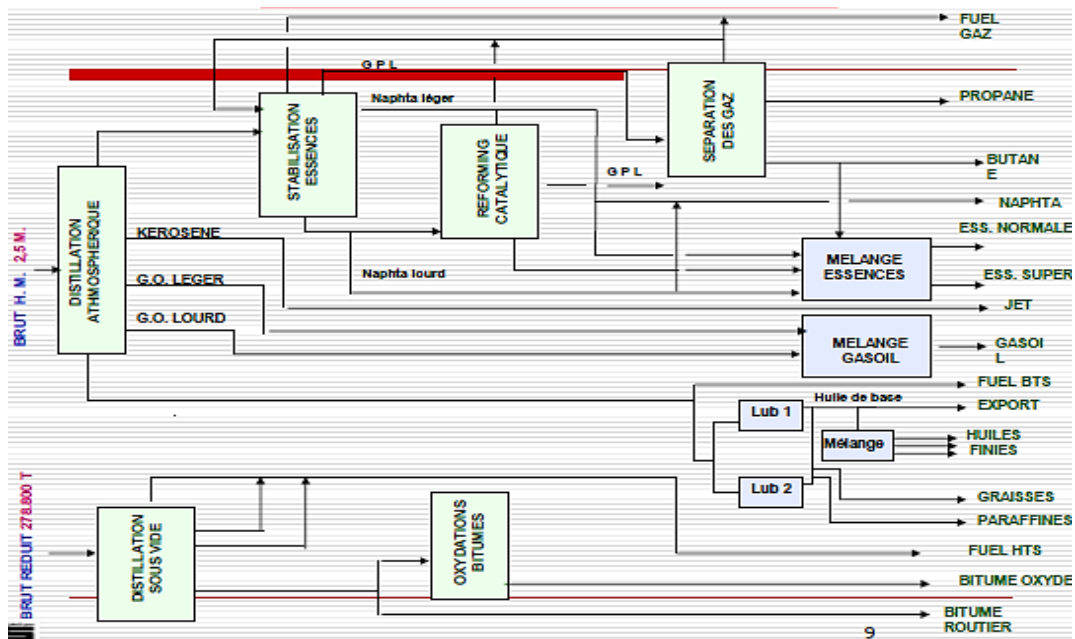 FUEL
GAZ
G P L
Naphta léger
STABILISATION
ESSENCES
SEPARATION
DES GAZ
PROPANE
REFORMING
CATALYTIQUE
G P L
BUTAN
E
NAPHTA
BRUT H. M. 2,5 M.
DISTILLATION
ATHMOSPHERIQUE
KEROSENE
Naphta lourd
MELANGE
ESSENCES
ESS. NORMALE
ESS. SUPER
G.O. LEGER
JET
G.O. LOURD
MELANGE
GASOIL
GASOI
L
FUEL BTS
Huile de base
Lub 1
EXPORT
Mélange
HUILES
FINIES
Lub 2
GRAISSES
PARAFFINES
BRUT REDUIT 278.800 T
DISTILLATION
SOUS VIDE
OXYDATIONS
BITUMES
FUEL HTS
BITUME OXYDE
BITUME
ROUTIER
9